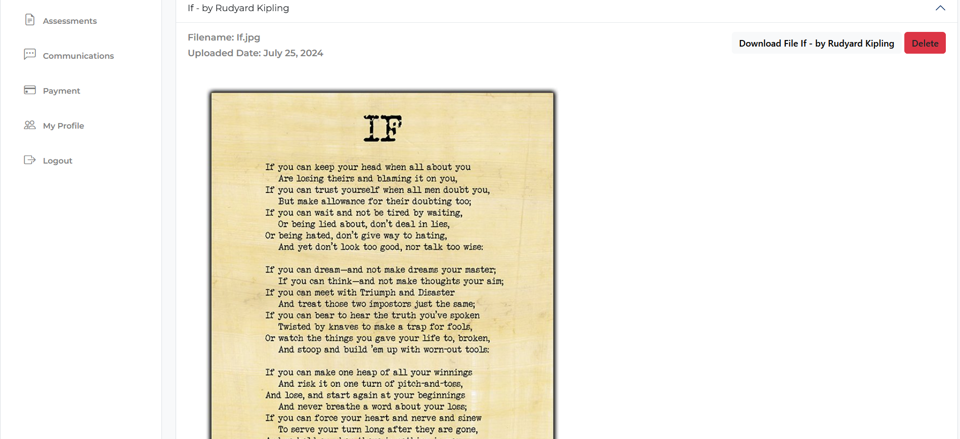 Assessments
Communications
Payment
My Profile
Logout
If - by Rudyard Kipling
Filename: If.jpg
Uploaded Date: July 25, 2024
Download File If - by Rudyard Kipling
Delete
IF
If you can keep your head when all about you
Are losing theirs and blaming it on you,
If you can trust yourself when all men doubt you,
But make allowance for their doubting too;
If you can wait and not be tired by waiting,
Or being lied about, don't deal in lies,
Or being hated, don't give way to hating,
And yet don't look too good, nor talk too wise:
If you can dream—and not make dreams your master;
If you can think—and not make thoughts your aim;
If you can meet with Triumph and Disaster
And treat those two impostors just the same;
If you can bear to hear the truth you've spoken
Twisted by knaves to make a trap for fools,
Or watch the things you gave your life to, broken,
And stoop and build 'em up with worn-out tools:
If you can make one heap of all your winnings
And risk it on one turn of pitch-and-toss,
And lose, and start again at your beginnings
And never breathe a word about your loss;
If you can force your heart and nerve and sinew
To serve your turn long after they are gone,